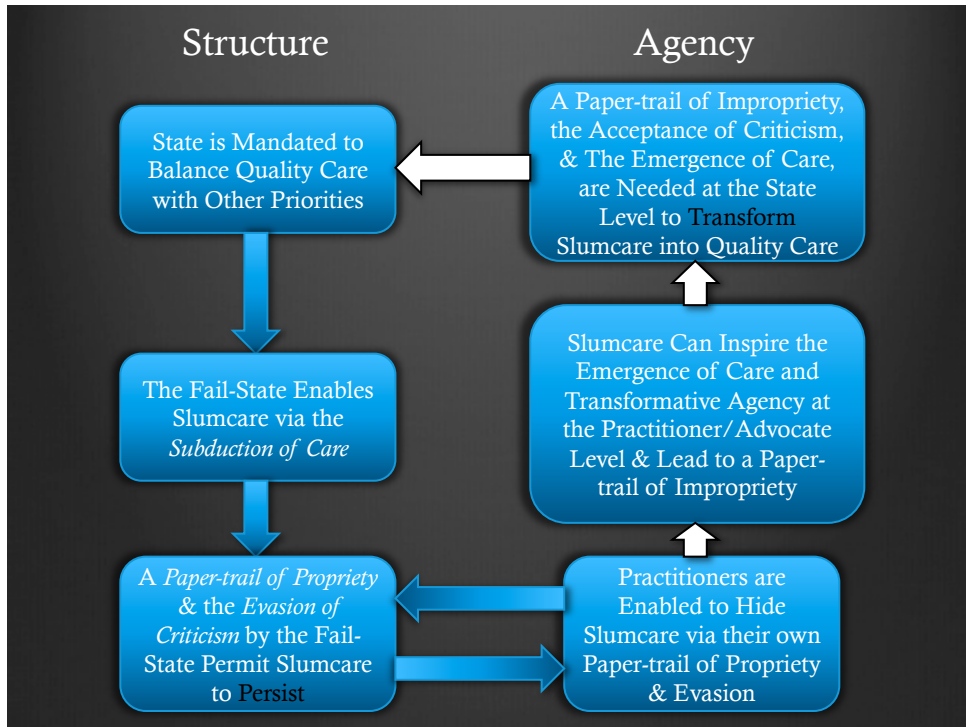 Structure
State is Mandated to
Balance Quality Care
with Other Priorities
The Fail-State Enables
Slumcare via the
Subduction of Care
A Paper-trail of Propriety
& the Evasion of
Criticism by the Fail-
State Permit Slumcare
to Persist
Agency
A Paper-trail of Impropriety,
the Acceptance of Criticism,
& The Emergence of Care,
are Needed at the State
Level to Transform
Slumcare into Quality Care
Slumcare Can Inspire the
Emergence of Care and
Transformative Agency at
the Practitioner/Advocate
Level & Lead to a Paper-
trail of Impropriety
Practitioners are
Enabled to Hide
Slumcare via their own
Paper-trail of Propriety
& Evasion